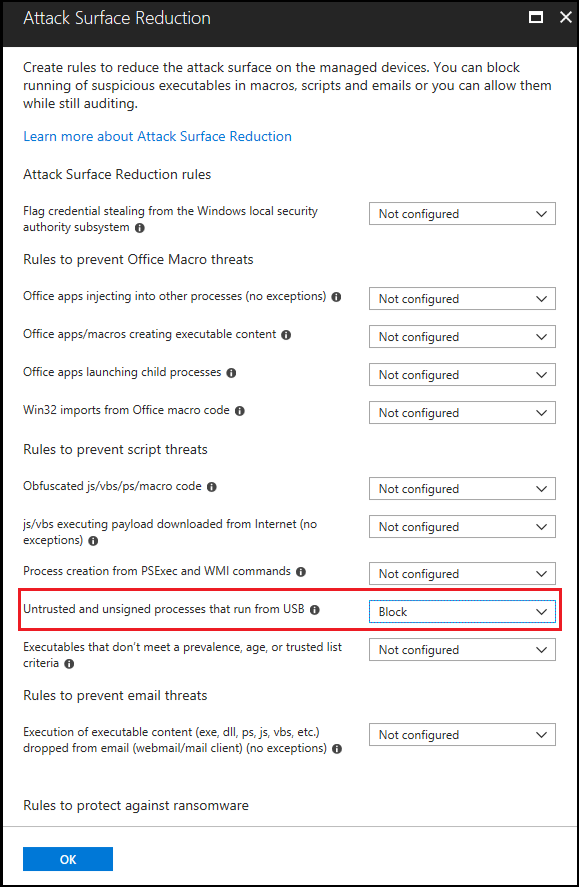 Attack Surface Reduction
Create rules to reduce the attack surface on the managed devices. You can block
running of suspicious executables in macros, scripts and emails or you can allow them
while still auditing.
Learn more about Attack Surface Reduction
Attack Surface Reduction rules
Flag credential stealing from the Windows local security
authority subsystem
Not configured
Rules to prevent Office Macro threats
Office apps injecting into other processes (no exceptions)
Not configured
Office apps/macros creating executable content
Not configured
Office apps launching child processes
Not configured
Win32 imports from Office macro code
Not configured
Rules to prevent script threats
Obfuscated js/vbs/ps/macro code
Not configured
js/vbs executing payload downloaded from Internet (no
exceptions)
Not configured
Process creation from PSExec and WMI commands
Not configured
Untrusted and unsigned processes that run from USB
Block
Executables that don't meet a prevalence, age, or trusted list
criteria
Not configured
Rules to prevent email threats
Execution of executable content (exe, dll, ps, js, vbs, etc.)
dropped from email (webmail/mail client) (no exceptions)
Not configured
Rules to protect against ransomware
OK